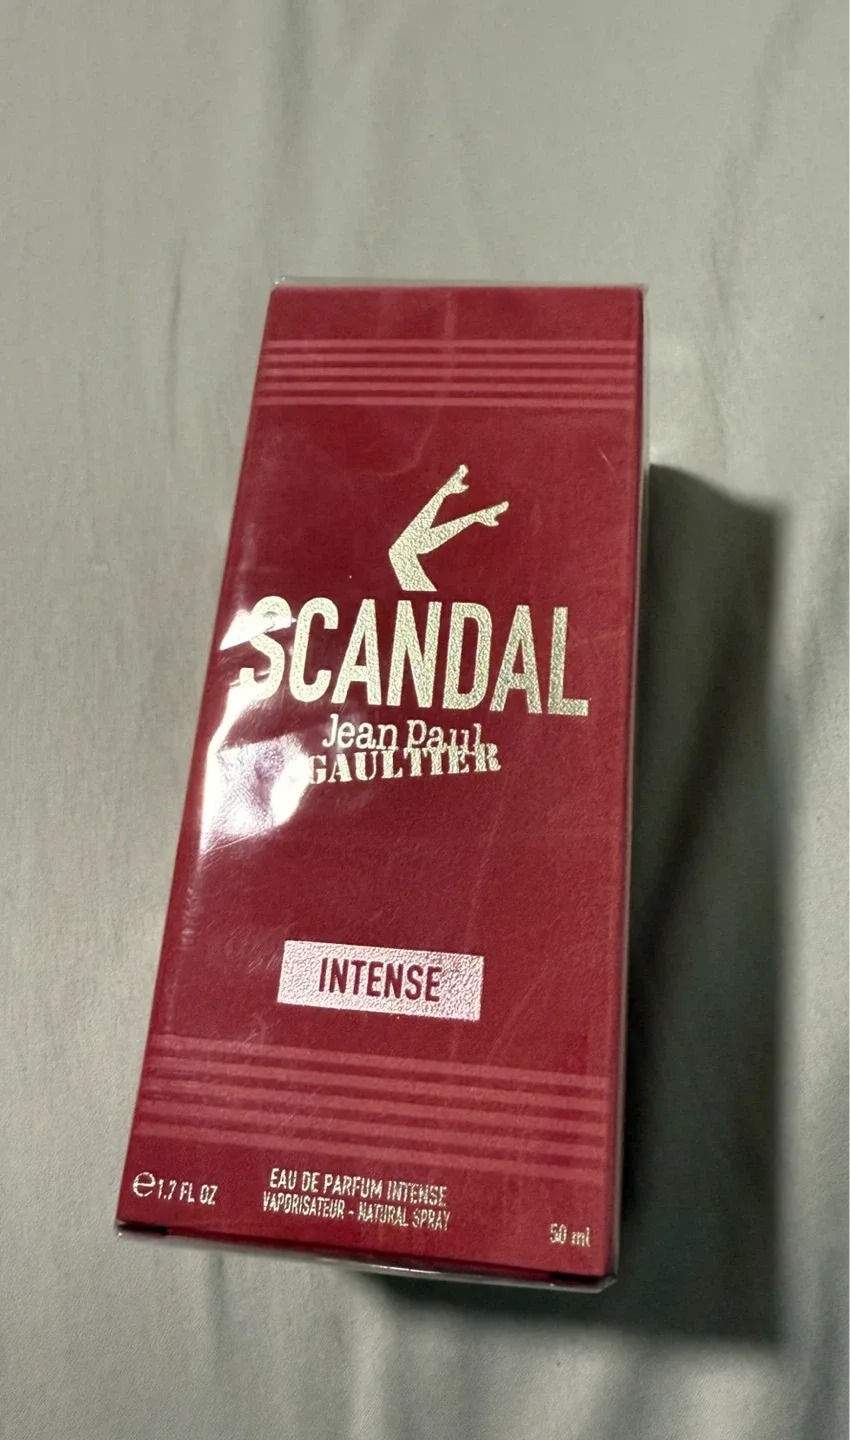 SCANDAL
Jean Paul
GAULTIER
INTENSE
℮1.7 FL OZ
EAU DE PARFUM INTENSE
VAPORISATEUR - NATURAL SPRAY
50 ml